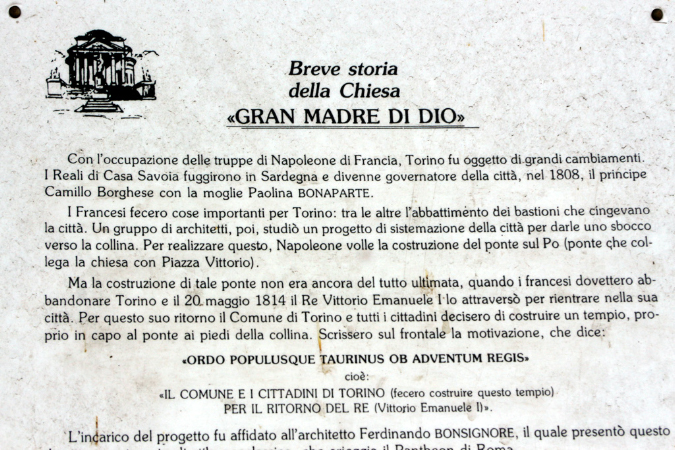 Breve storia
della Chiesa
«GRAN MADRE DI DIO»
Con l'occupazione delle truppe di Napoleone di Francia, Torino fu oggetto di grandi cambiamenti.
I Reali di Casa Savoia fuggirono in Sardegna e divenne governatore della città, nel 1808, il principe
Camillo Borghese con la moglie Paolina BONAPARTE.
I Francesi fecero cose importanti per Torino: tra le altre l'abbattimento dei bastioni che cingevano
la città. Un gruppo di architetti, poi, studiò un progetto di sistemazione della città per darle uno sbocco
verso la collina. Per realizzare questo, Napoleone volle la costruzione del ponte sul Po (ponte che col-
lega la chiesa con Piazza Vittorio).
Ma la costruzione di tale ponte non era ancora del tutto ultimata, quando i francesi dovettero ab-
bandonare Torino e il 20 maggio 1814 il Re Vittorio Emanuele I lo attraversò per rientrare nella sua
città. Per questo suo ritorno il Comune di Torino e tutti i cittadini decisero di costruire un tempio, pro-
prio in capo al ponte ai piedi della collina. Scrissero sul frontale la motivazione, che dice:
«ORDO POPULUSQUE TAURINUS OB ADVENTUM REGIS»
cioè:
«IL COMUNE E I CITTADINI DI TORINO (fecero costruire questo tempio)
PER IL RITORNO DEL RE (Vittorio Emanuele I)».
L'incarico del progetto fu affidato all'architetto Ferdinando BONSIGNORE, il quale presentò questo
che arieggia il Pantheon di Roma